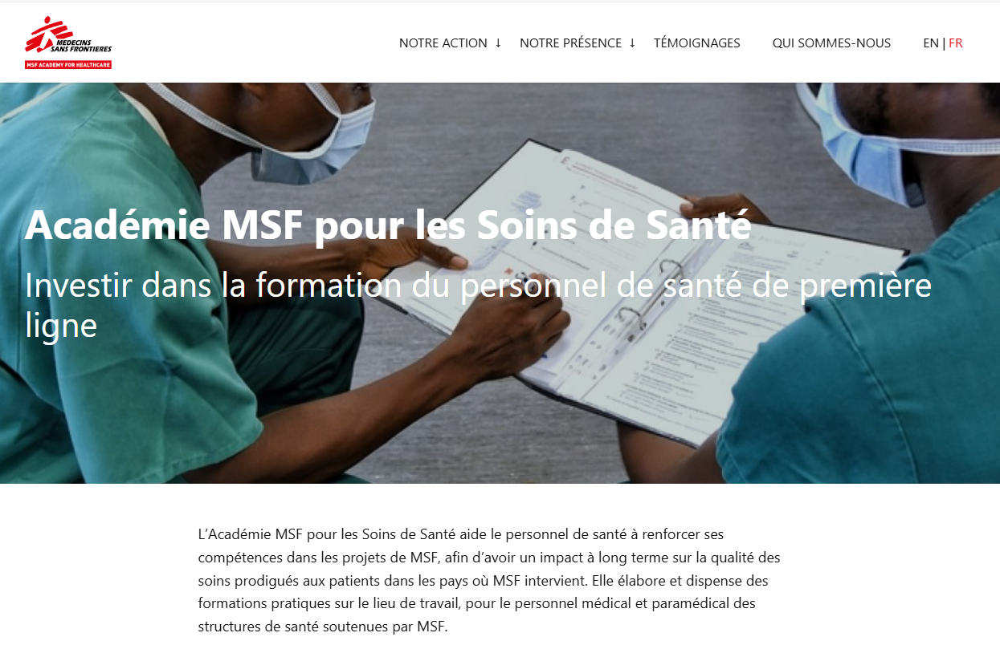 MEDECINS
SANS FRONTIERES
MSF ACADEMY FOR HEALTHCARE
NOTRE ACTION ↓ NOTRE PRÉSENCE ↓ TÉMOIGNAGES QUI SOMMES-NOUS EN | FR
Académie MSF pour les Soins de Santé
Investir dans la formation du personnel de santé de première
ligne
L’Académie MSF pour les Soins de Santé aide le personnel de santé à renforcer ses
compétences dans les projets de MSF, afin d’avoir un impact à long terme sur la qualité des
soins prodigués aux patients dans les pays où MSF intervient. Elle élabore et dispense des
formations pratiques sur le lieu de travail, pour le personnel médical et paramédical des
structures de santé soutenues par MSF.